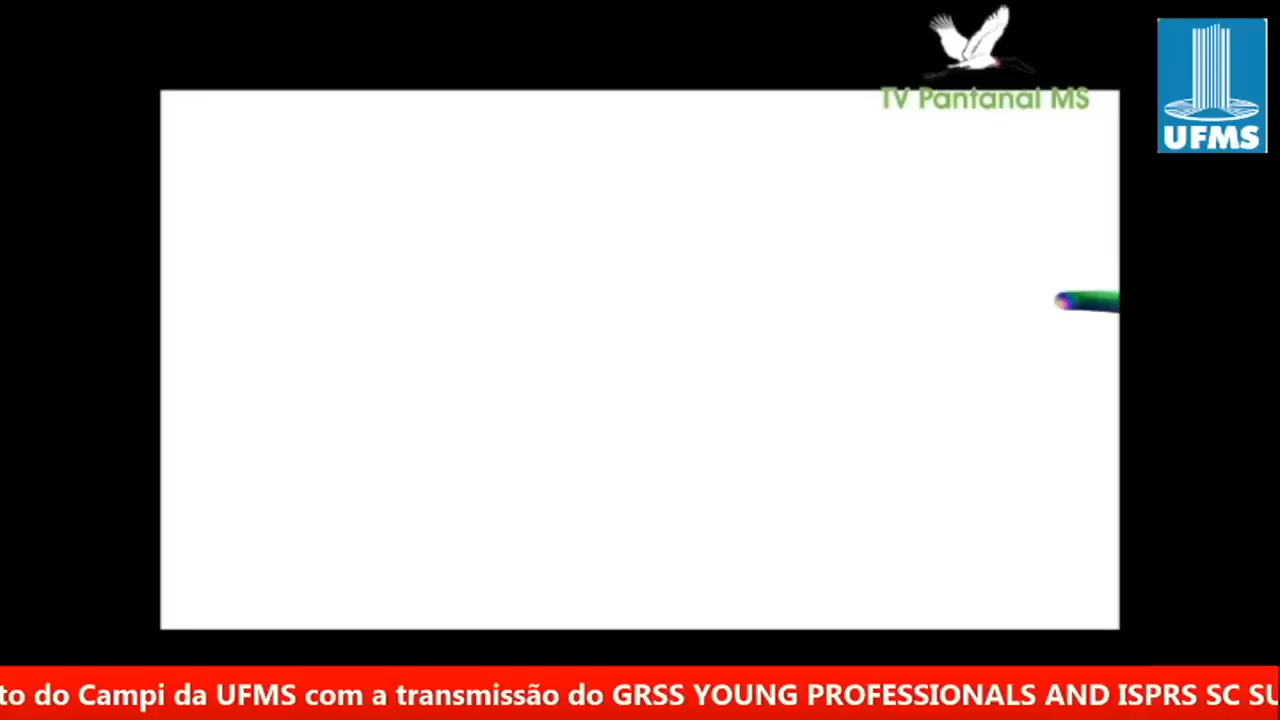 TV Pantanal MS
UFMS
to do Campi da UFMS com a transmissão do GRSS YOUNG PROFESSIONALS AND ISPRS SC SU